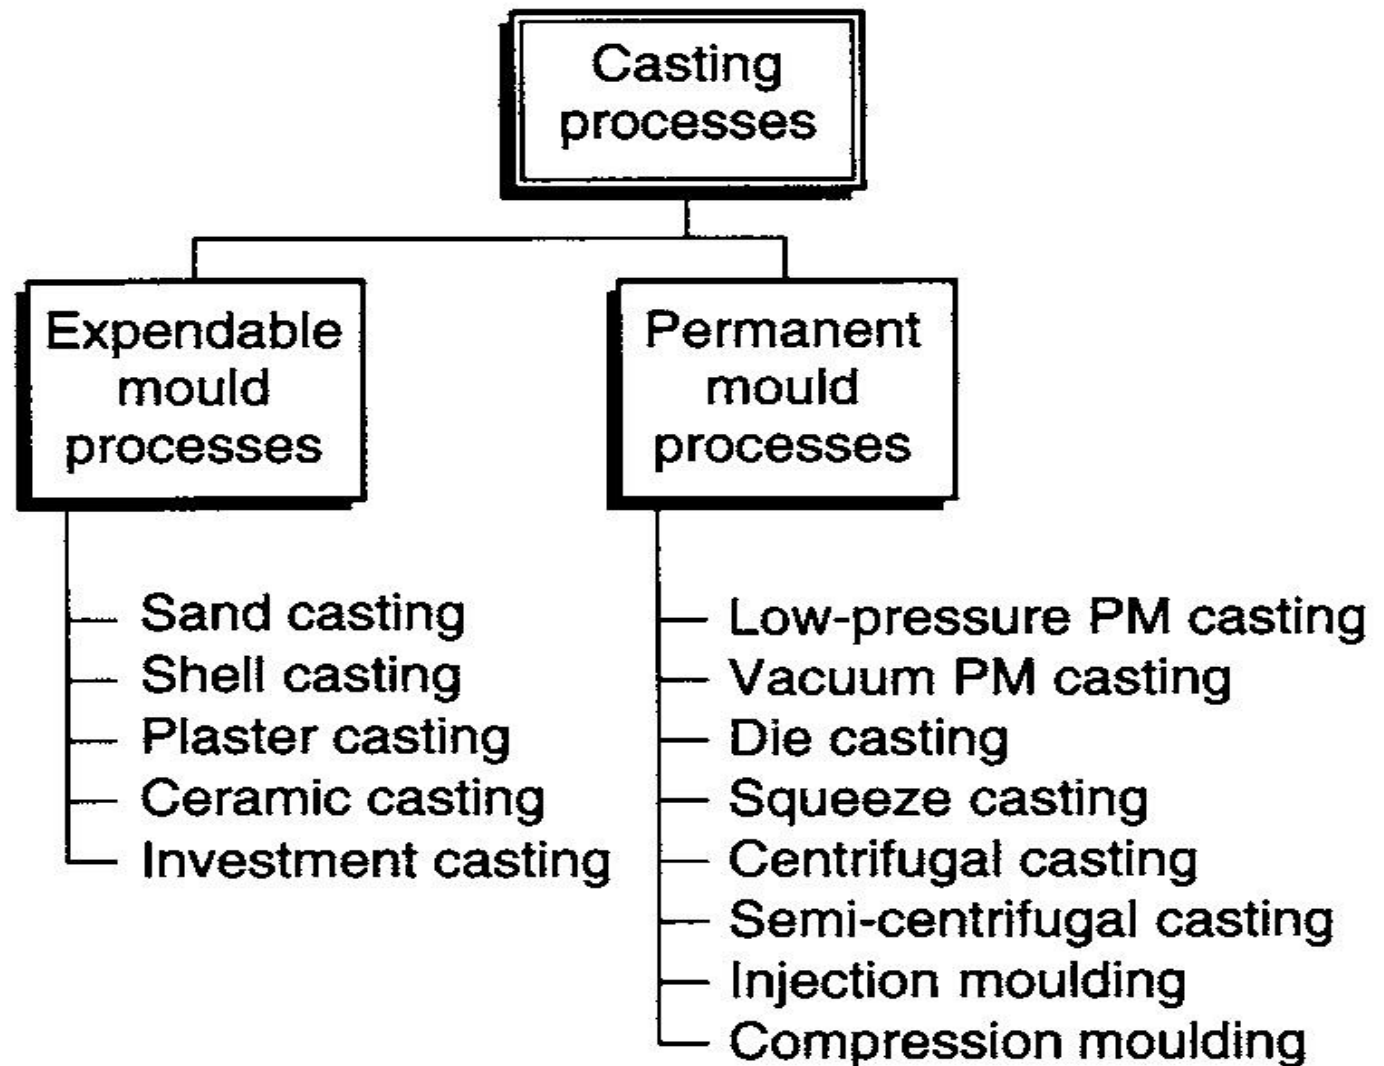 Casting
processes
Expendable
mould
processes
Permanent
mould
processes
Sand casting
Shell casting
Plaster casting
Ceramic casting
Investment casting
Low-pressure PM casting
Vacuum PM casting
Die casting
Squeeze casting
Centrifugal casting
Semi-centrifugal casting
Injection moulding
Compression moulding